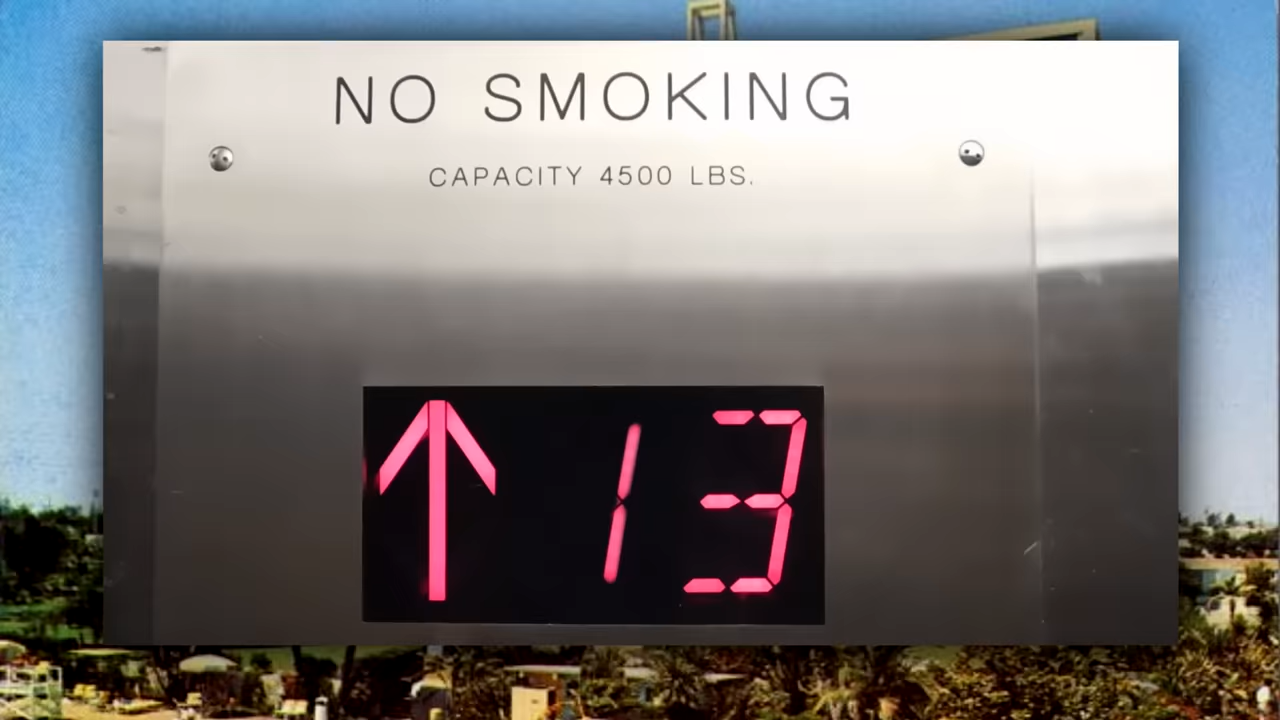 NO SMOKING
CAPACITY 4500 LBS.
↑ 13